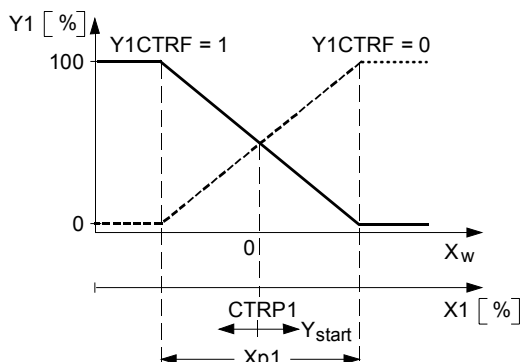 Y1 [ % ]
Y1CTRF = 1
Y1CTRF = 0
100
0
0
Xw
X1 [ % ]
CTRP1
Ystart
Xp1